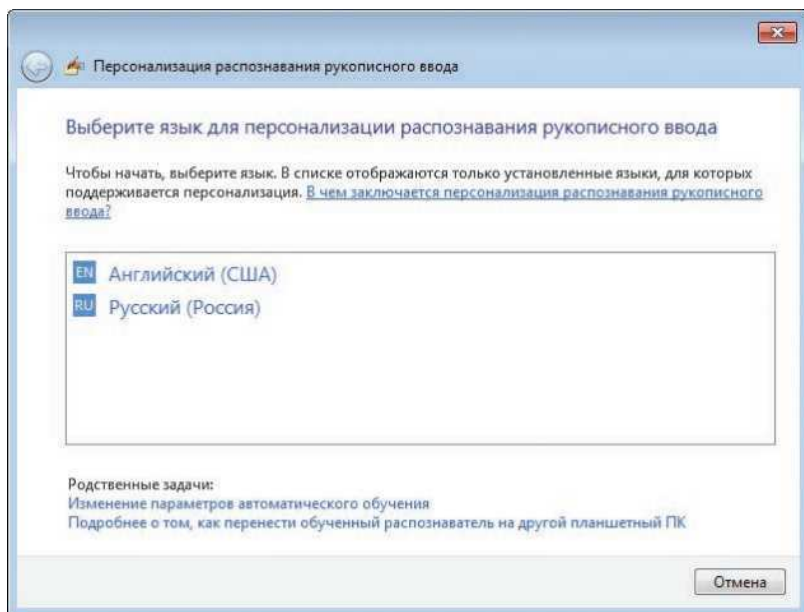 Персонализация распознавания рукописного ввода
Выберите язык для персонализации распознавания рукописного ввода
Чтобы начать, выберите язык. В списке отображаются только установленные языки, для которых
поддерживается персонализация. В чем заключается персонализация распознавания рукописного
ввода?
EN Английский (США)
RU Русский (Россия)
Родственные задачи:
Изменение параметров автоматического обучения
Подробнее о том, как перенести обученный распознаватель на другой планшетный ПК
Отмена